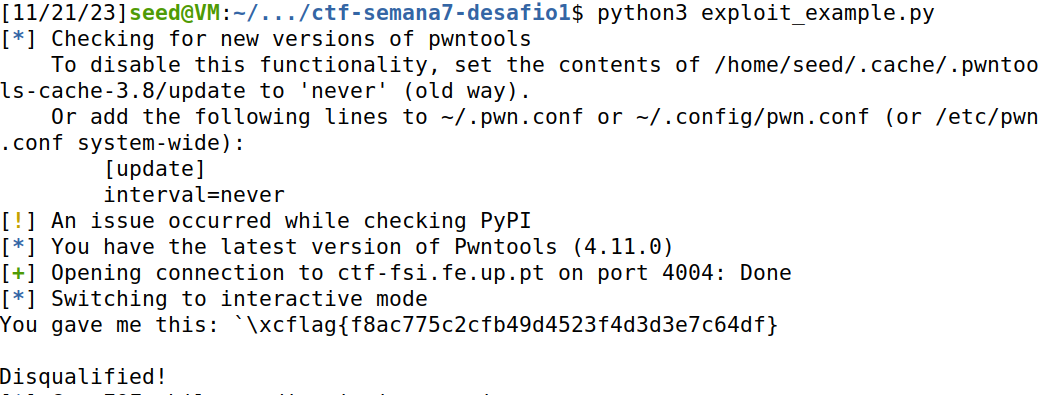 [11/21/23]seed@VM:~/.../ctf-semana7-desafio1$ python3 exploit_example.py
[*] Checking for new versions of pwntools
    To disable this functionality, set the contents of /home/seed/.cache/.pwntoo
ls-cache-3.8/update to 'never' (old way).
    Or add the following lines to ~/.pwn.conf or ~/.config/pwn.conf (or /etc/pwn
.conf system-wide):
        [update]
        interval=never
[!] An issue occurred while checking PyPI
[*] You have the latest version of Pwntools (4.11.0)
[+] Opening connection to ctf-fsi.fe.up.pt on port 4004: Done
[*] Switching to interactive mode
You gave me this: `\xcflag{f8ac775c2cfb49d4523f4d3d3e7c64df}

Disqualified!